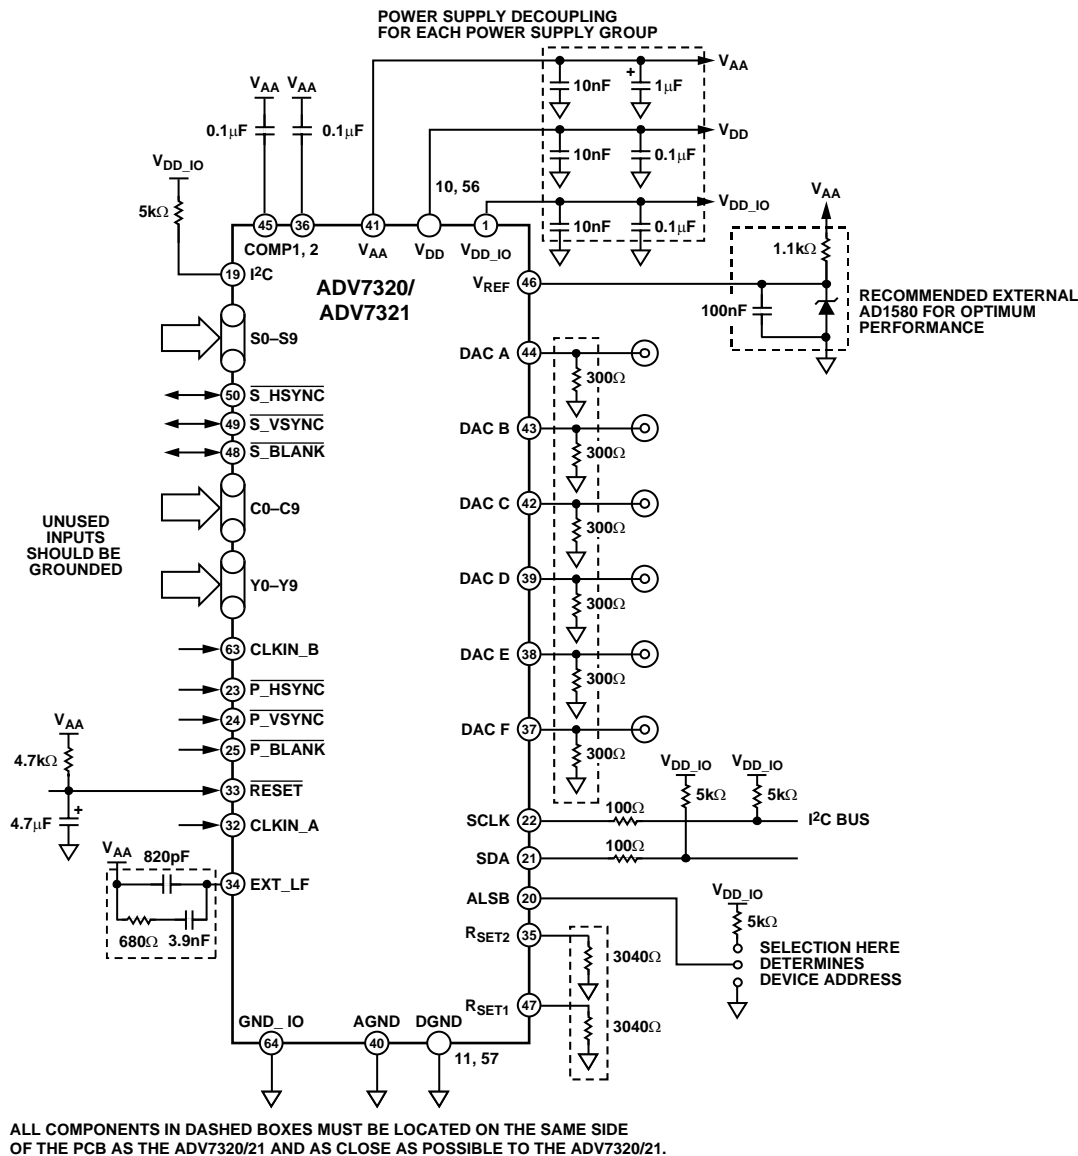 POWER SUPPLY DECOUPLING
FOR EACH POWER SUPPLY GROUP
VAA
10nF
+
1μF
VAA
VAA
0.1μF
0.1μF
VDD
10nF
0.1μF
VDD_IO
5kΩ
10, 56
VDD_IO
10nF
0.1μF
VAA
1.1kΩ
45
36
41
1
COMP1, 2
VAA
VDD
VDD_IO
19
I2C
ADV7320/
ADV7321
VREF
46
100nF
RECOMMENDED EXTERNAL
AD1580 FOR OPTIMUM
PERFORMANCE
S0–S9
DAC A
44
300Ω
50
S_HSYNC
49
S_VSYNC
DAC B
43
300Ω
48
S_BLANK
C0–C9
DAC C
42
300Ω
UNUSED
INPUTS
SHOULD BE
GROUNDED
Y0–Y9
DAC D
39
300Ω
63
CLKIN_B
DAC E
38
300Ω
23
P_HSYNC
24
P_VSYNC
DAC F
37
300Ω
25
P_BLANK
VAA
4.7kΩ
33
RESET
+
4.7μF
32
CLKIN_A
VDD_IO
VDD_IO
5kΩ
5kΩ
SCLK
22
100Ω
I2C BUS
SDA
21
100Ω
VAA
820pF
34
EXT_LF
680Ω
3.9nF
ALSB
20
VDD_IO
5kΩ
SELECTION HERE
DETERMINES
DEVICE ADDRESS
RSET2
35
3040Ω
RSET1
47
3040Ω
GND_ IO
AGND
DGND
64
40
11, 57
ALL COMPONENTS IN DASHED BOXES MUST BE LOCATED ON THE SAME SIDE
OF THE PCB AS THE ADV7320/21 AND AS CLOSE AS POSSIBLE TO THE ADV7320/21.